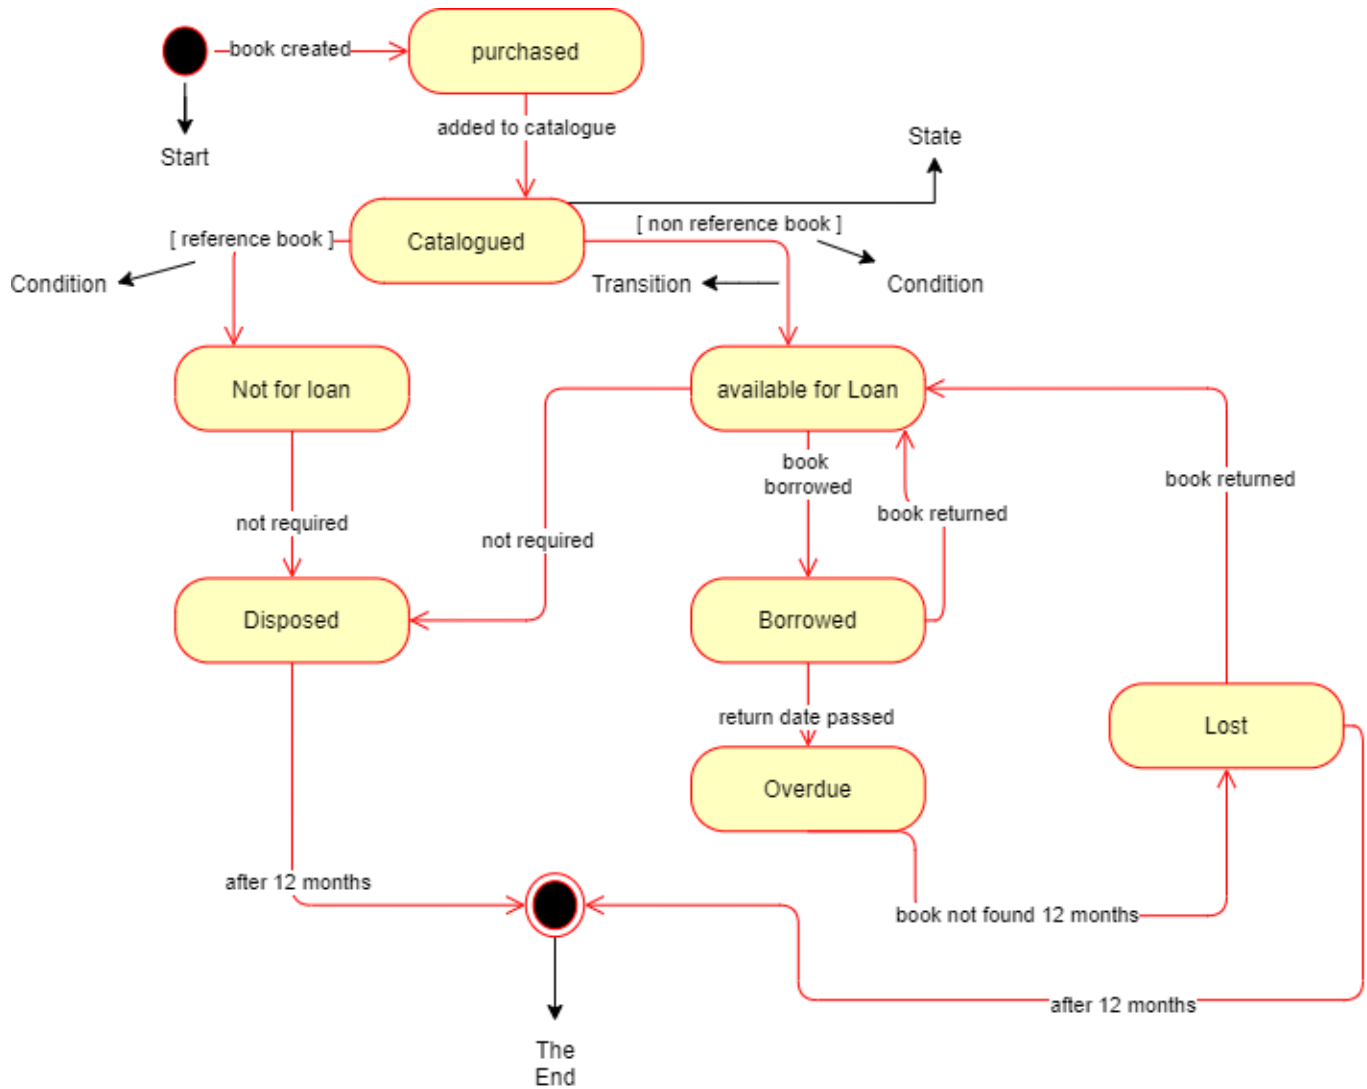 book created
purchased
Start
added to catalogue
State
[ reference book ]
Catalogued
[ non reference book ]
Condition
Transition
Condition
Not for loan
available for Loan
book
borrowed
book returned
book returned
not required
not required
Disposed
Borrowed
return date passed
Lost
Overdue
after 12 months
book not found 12 months
after 12 months
The
End